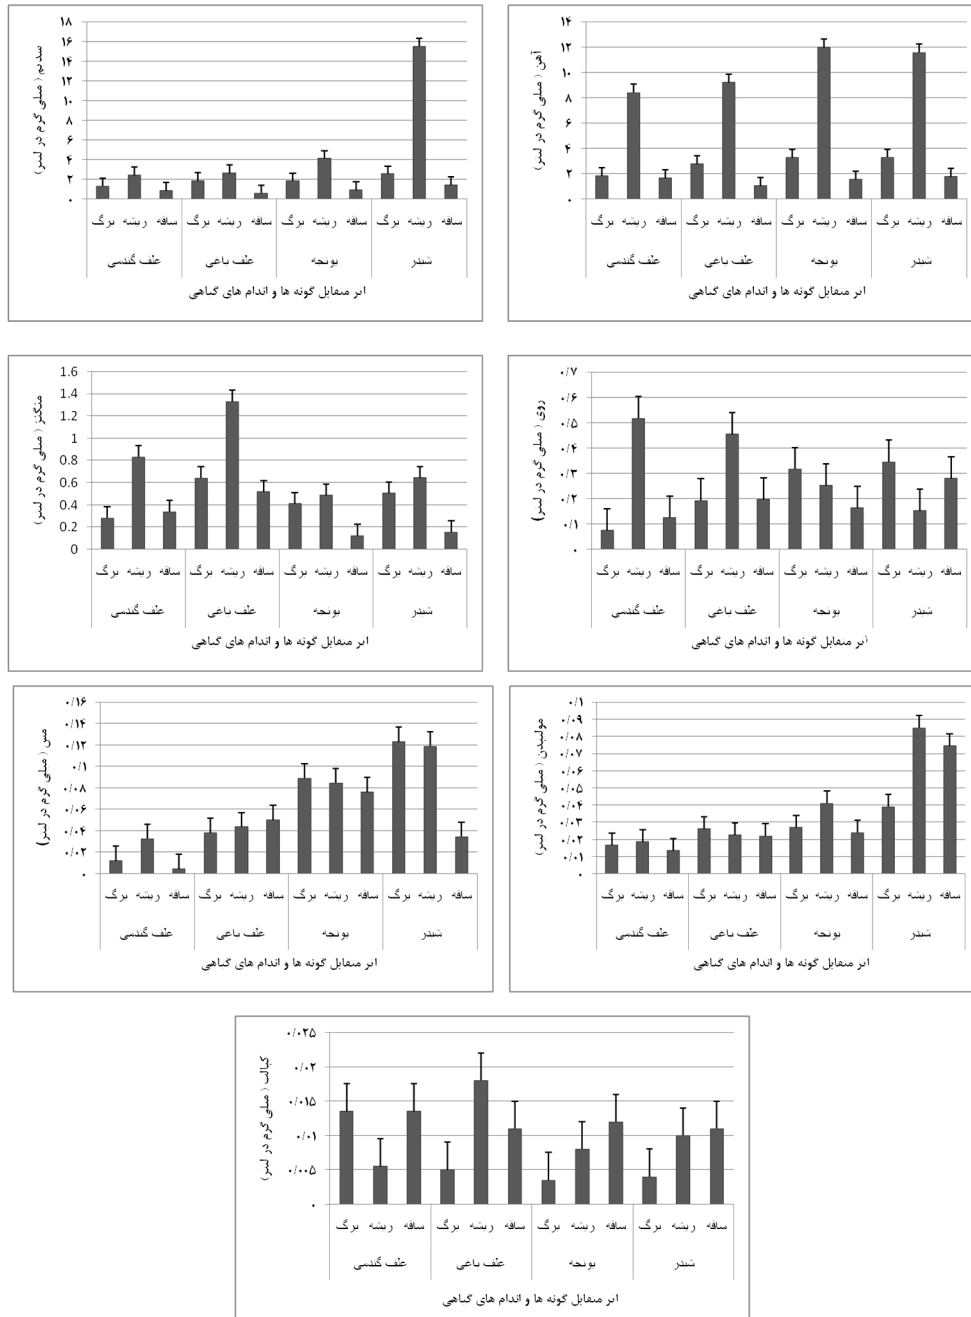 سدیم ( میلی گرم در لیتر)
۱۸
۱۶
۱۴
۱۲
۱۰
۸
۶
۴
۲
۰
برگ ریشه ساقه برگ ریشه ساقه برگ ریشه ساقه برگ ریشه ساقه
علف گندمی علف باغی یونجه شبدر
اثر متقابل گونه ها و اندام های گیاهی
آهن ( میلی گرم در لیتر)
۱۴
۱۲
۱۰
۸
۶
۴
۲
۰
برگ ریشه ساقه برگ ریشه ساقه برگ ریشه ساقه برگ ریشه ساقه
علف گندمی علف باغی یونجه شبدر
اثر متقابل گونه ها و اندام های گیاهی
منگنز ( میلی گرم در لیتر)
1.6
1.4
1.2
1
0.8
0.6
0.4
0.2
0
برگ ریشه ساقه برگ ریشه ساقه برگ ریشه ساقه برگ ریشه ساقه
علف گندمی علف باغی یونجه شبدر
اثر متقابل گونه ها و اندام های گیاهی
روی ( میلی گرم در لیتر)
۰/۷
۰/۶
۰/۵
۰/۴
۰/۳
۰/۲
۰/۱
۰
برگ ریشه ساقه برگ ریشه ساقه برگ ریشه ساقه برگ ریشه ساقه
علف گندمی علف باغی یونجه شبدر
أثر متقابل گونه ها و اندام های گیاهی
مس ( میلی گرم در لیتر)
۰/۱۶
۰/۱۴
۰/۱۲
۰/۱
۰/۰۸
۰/۰۶
۰/۰۴
۰/۰۲
۰
برگ ریشه ساقه برگ ریشه ساقه برگ ریشه ساقه برگ ریشه ساقه
علف گندمی علف باغی یونجه شبدر
اثر متقابل گونه ها و اندام های گیاهی
مولیبدن ( میلی گرم در لیتر)
۰/۱
۰/۰۹
۰/۰۸
۰/۰۷
۰/۰۶
۰/۰۵
۰/۰۴
۰/۰۳
۰/۰۲
۰/۰۱
۰
برگ ریشه ساقه برگ ریشه ساقه برگ ریشه ساقه برگ ریشه ساقه
علف گندمی علف باغی یونجه شبدر
اثر متقابل گونه ها و اندام های گیاهی
کبالت ( میلی گرم در لیتر)
۰/۰۲۵
۰/۰۲
۰/۰۱۵
۰/۰۱
۰/۰۰۵
۰
برگ ریشه ساقه برگ ریشه ساقه برگ ریشه ساقه برگ ریشه ساقه
علف گندمی علف باغی یونجه شبدر
اثر متقابل گونه ها و اندام های گیاهی